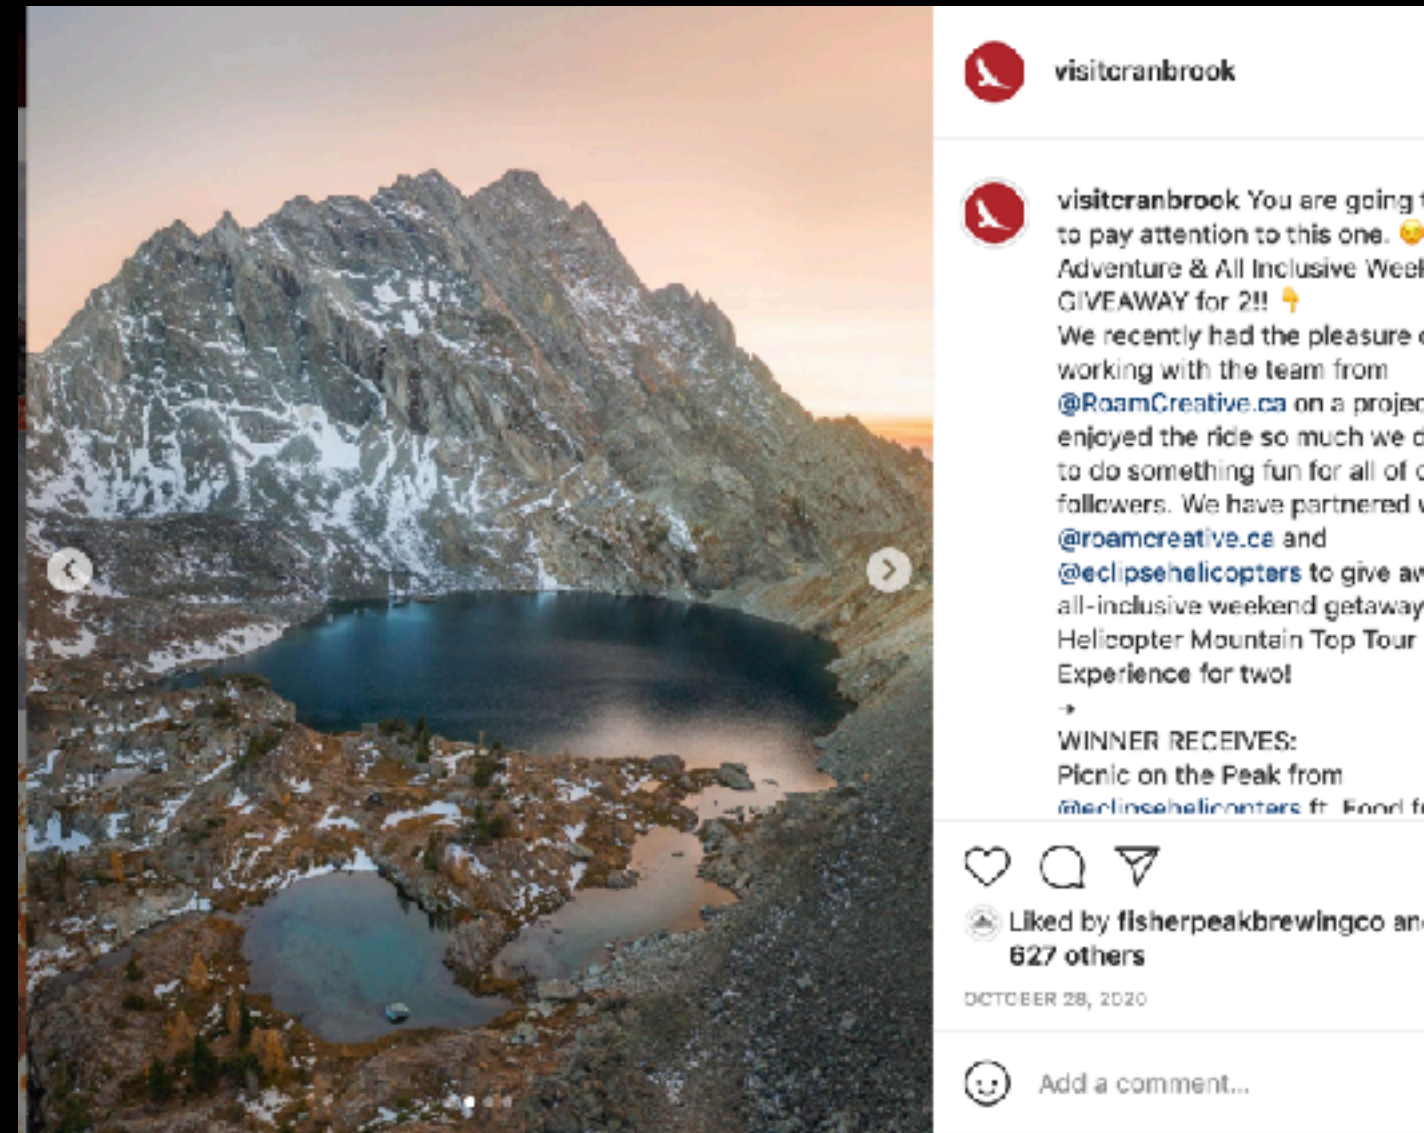 visitcranbrook
visitcranbrook You are going
to pay attention to this one. 😏
Adventure & All Inclusive
GIVEAWAY for 2!! 👇
We recently had the pleasure
working with the team from
@RoamCreative.ca on a
enjoyed the ride so much we
to do something fun for all of
followers. We have partnered
@roamcreative.ca and
@eclipsehelicopters to give
all-inclusive weekend getaway
Helicopter Mountain Top Tour
Experience for two!
→
WINNER RECEIVES:
Picnic on the Peak from
@eclipsehelicopters ft. Food
Liked by fisherpeakbrewingco
627 others
OCTOBER 28, 2020
Add a comment...